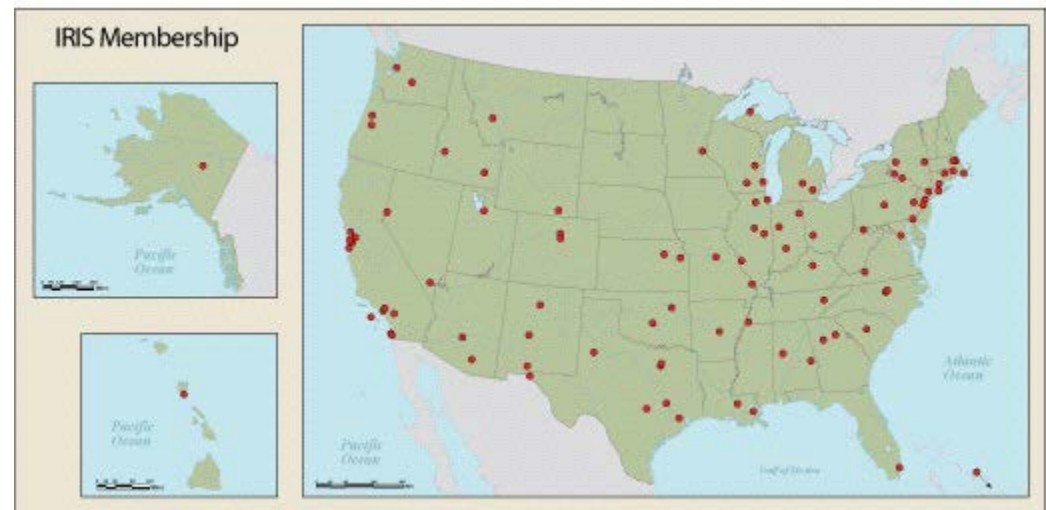 IRIS Membership
Pacific
Ocean
Pacific
Ocean
Pacific
Ocean
Atlantic
Ocean
Gulf of Mexico